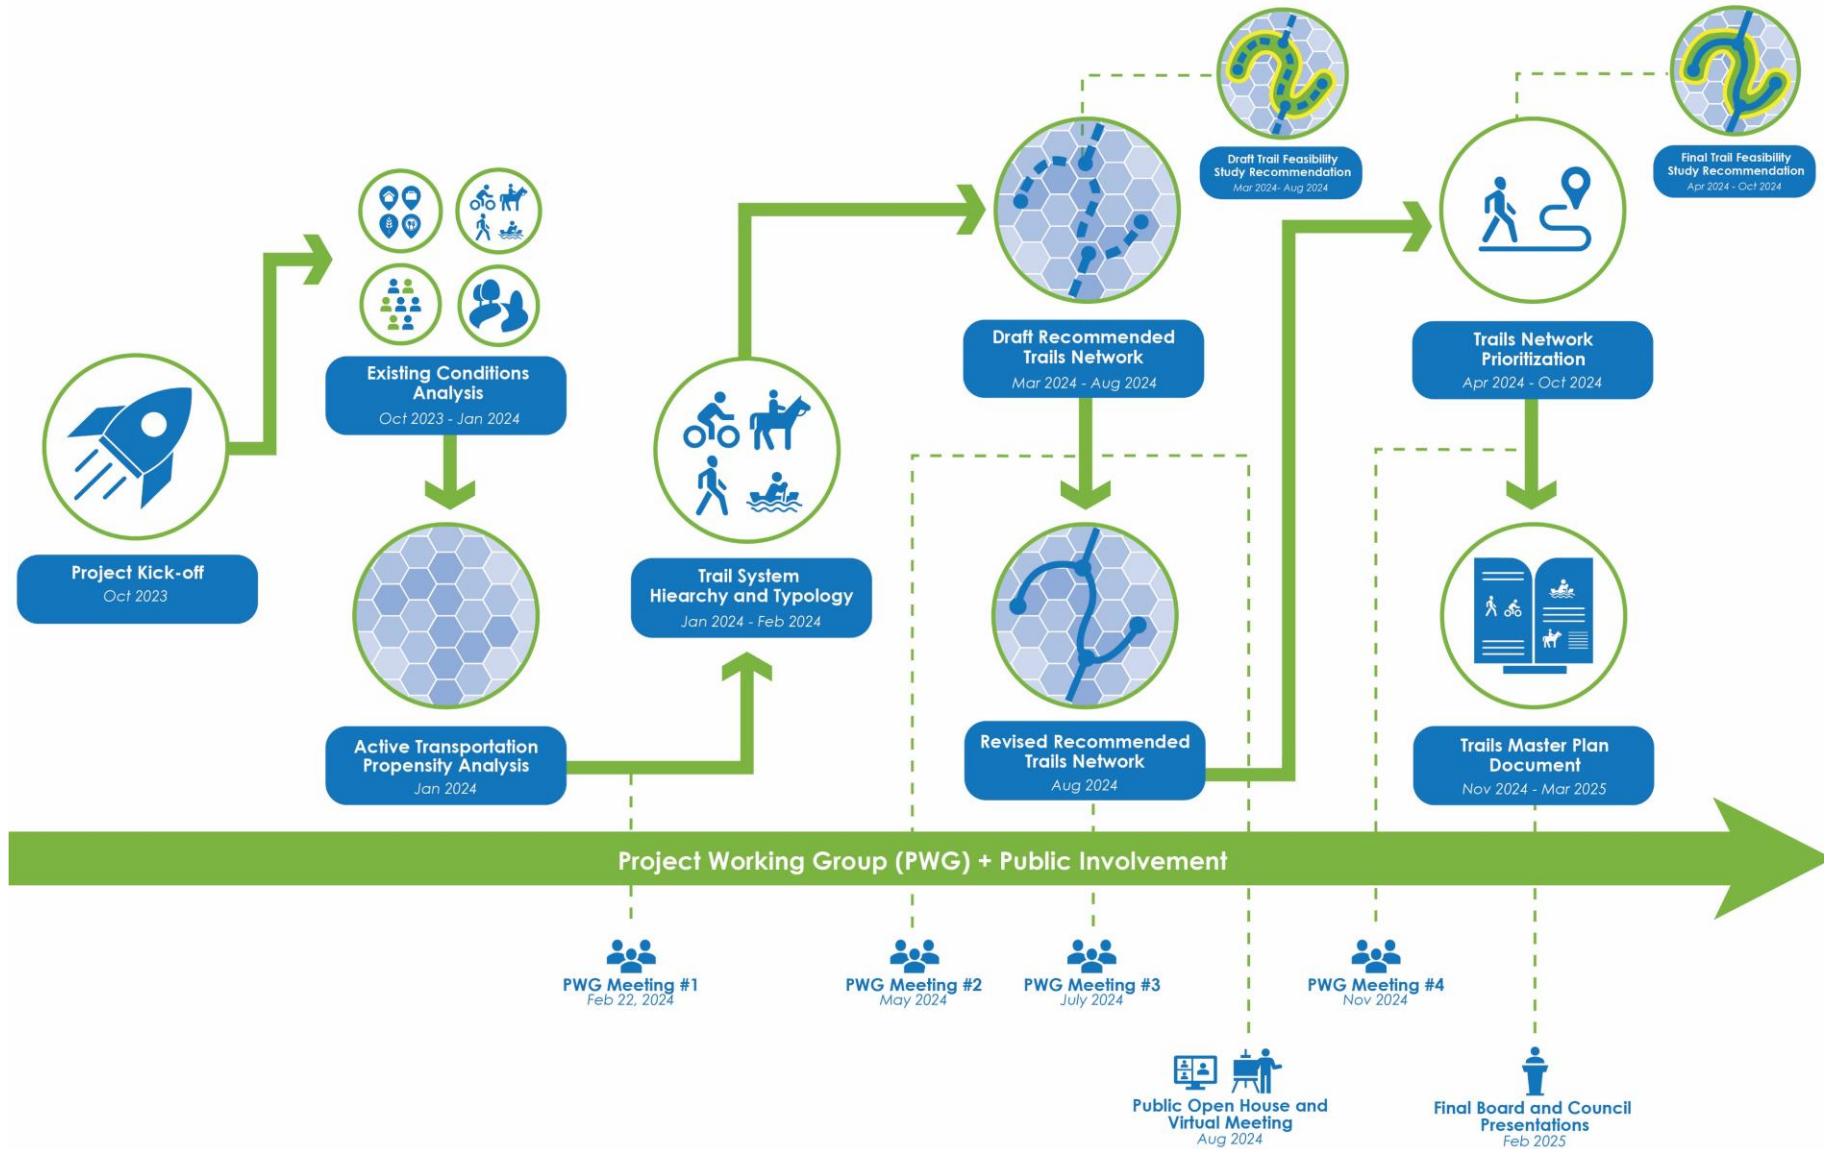 Project Kick-off
Oct 2023
Existing Conditions
Analysis
Oct 2023 - Jan 2024
Active Transportation
Propensity Analysis
Jan 2024
Trail System
Hiearchy and Typology
Jan 2024 - Feb 2024
Draft Recommended
Trails Network
Mar 2024 - Aug 2024
Draft Trail Feasibility
Study Recommendation
Mar 2024- Aug 2024
Revised Recommended
Trails Network
Aug 2024
Trails Network
Prioritization
Apr 2024 - Oct 2024
Final Trail Feasibility
Study Recommendation
Apr 2024 - Oct 2024
Trails Master Plan
Document
Nov 2024 - Mar 2025
Project Working Group (PWG) + Public Involvement
PWG Meeting #1
Feb 22, 2024
PWG Meeting #2
May 2024
PWG Meeting #3
July 2024
PWG Meeting #4
Nov 2024
Public Open House and
Virtual Meeting
Aug 2024
Final Board and Council
Presentations
Feb 2025